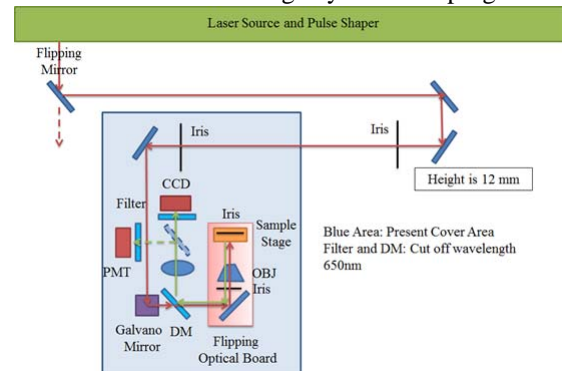 Laser Source and Pulse Shaper
Flipping
Mirror
Iris
Iris
Height is 12 mm
CCD
Filter
Iris
Sample
Stage
Blue Area: Present Cover Area
Filter and DM: Cut off wavelength
650nm
PMT
OBJ
Iris
Galvano
Mirror
DM
Flipping
Optical Board